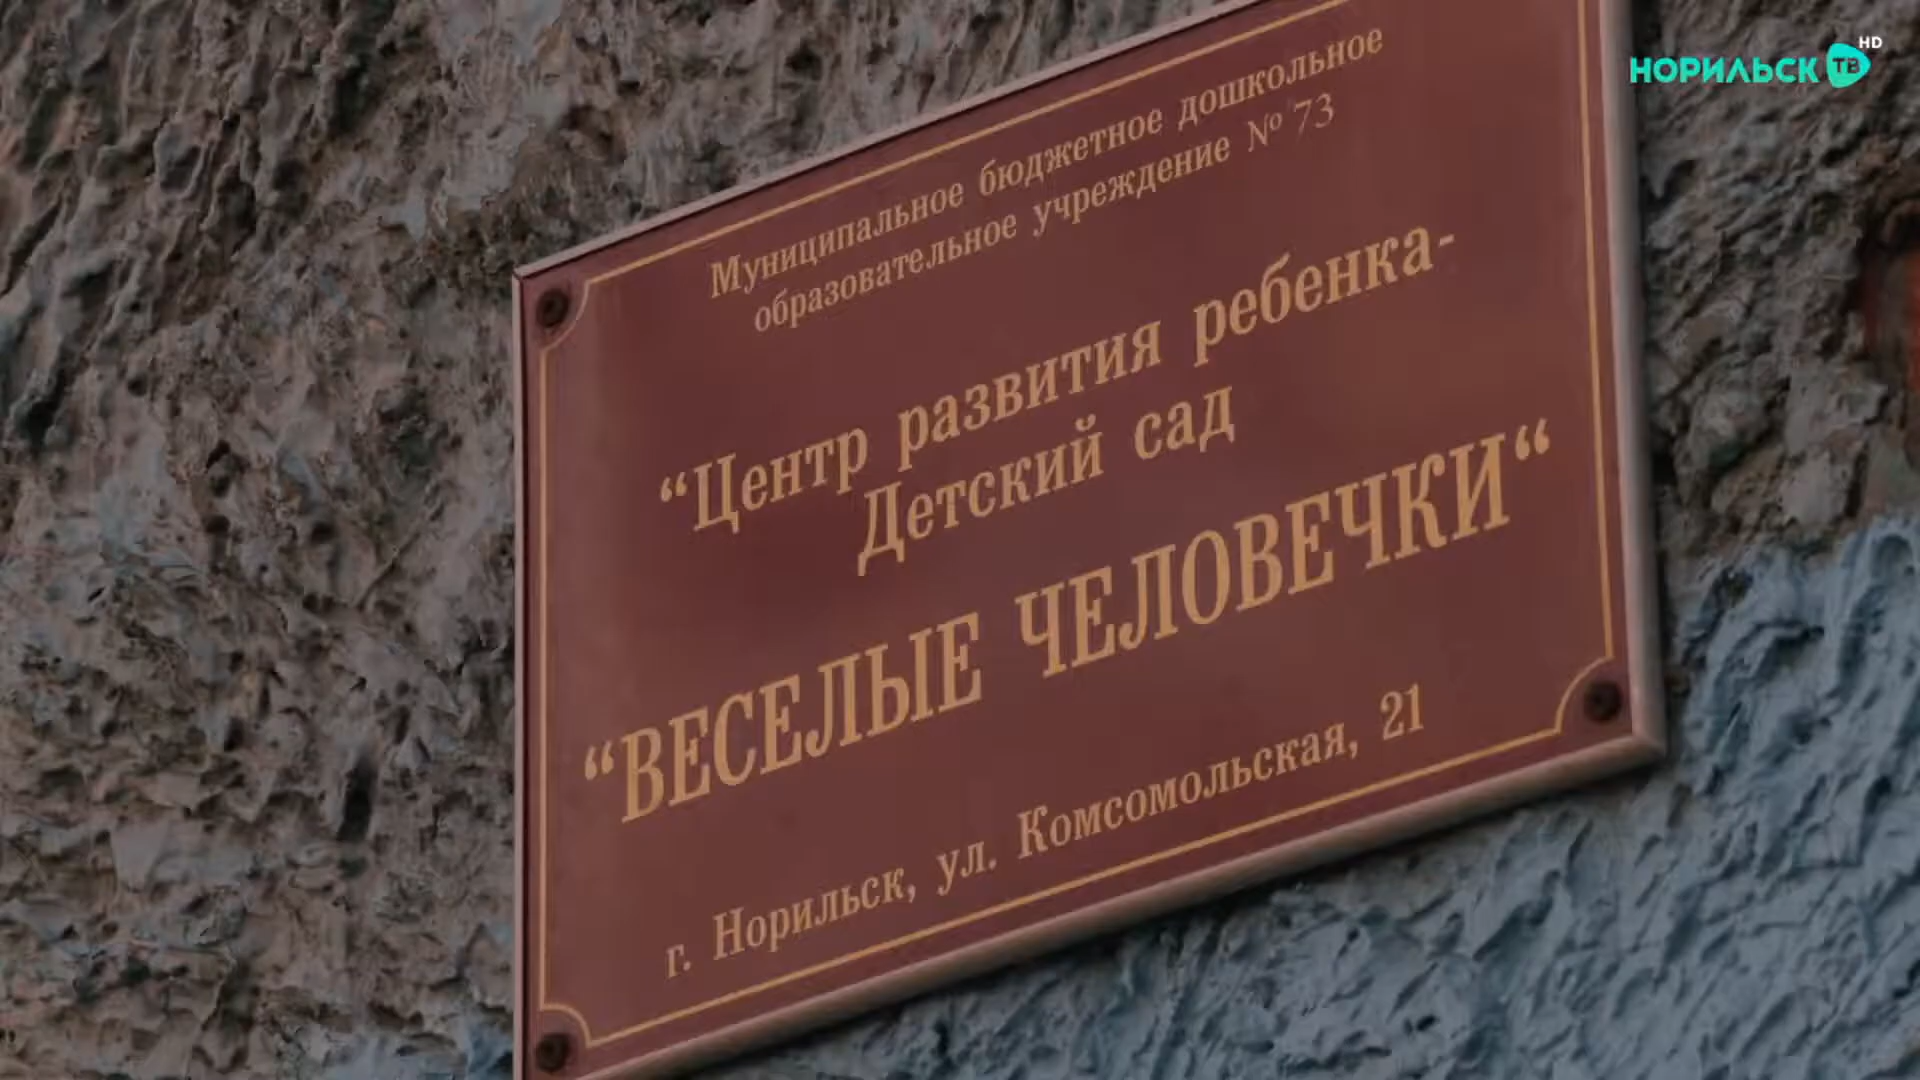 НОРИЛЬСК ТВ HD
Муниципальное бюджетное дошкольное
образовательное учреждение № 73
“Центр развития ребенка-
Детский сад
“ВЕСЕЛЫЕ ЧЕЛОВЕЧКИ“
г. Норильск, ул. Комсомольская, 21